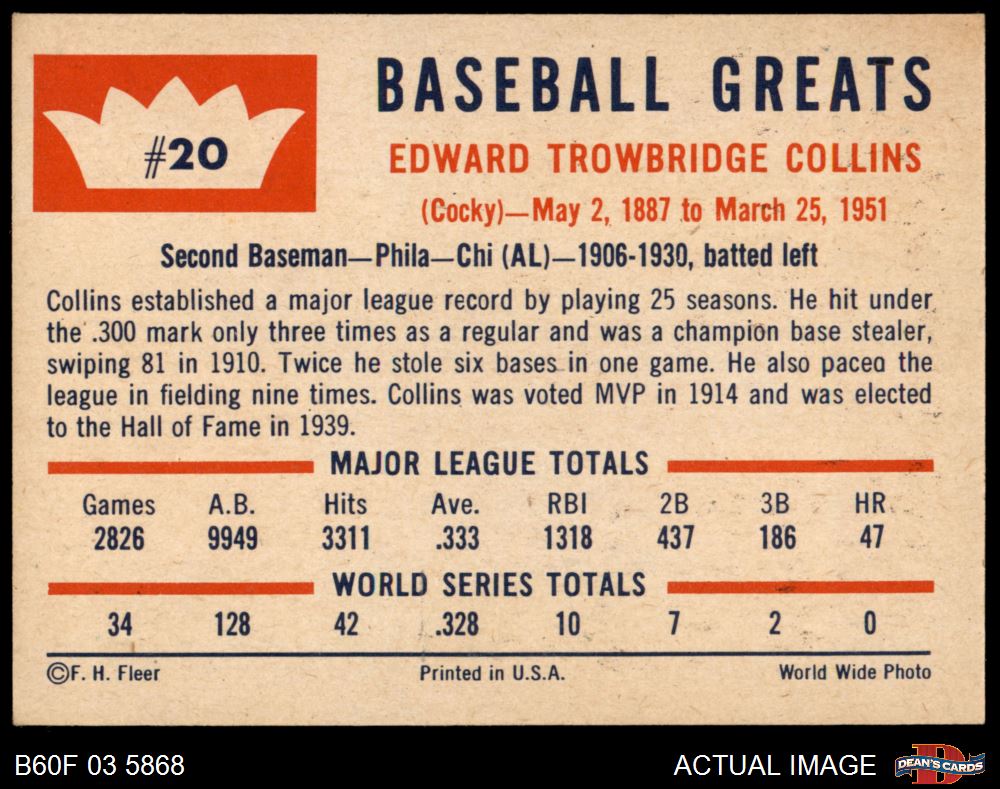 BASEBALL GREATS
#20
EDWARD TROWBRIDGE COLLINS
(Cocky)—May 2, 1887 to March 25, 1951
Second Baseman—Phila—Chi (AL)—1906-1930, batted left
Collins established a major league record by playing 25 seasons. He hit under
the .300 mark only three times as a regular and was a champion base stealer,
swiping 81 in 1910. Twice he stole six bases in one game. He also paced the
league in fielding nine times. Collins was voted MVP in 1914 and was elected
to the Hall of Fame in 1939.
MAJOR LEAGUE TOTALS
Games A.B. Hits Ave. RBI 2B 3B HR
2826 9949 3311 .333 1318 437 186 47
WORLD SERIES TOTALS
34 128 42 .328 10 7 2 0
©F. H. Fleer Printed in U.S.A. World Wide Photo
B60F 03 5868 ACTUAL IMAGE D DEAN'S CARDS